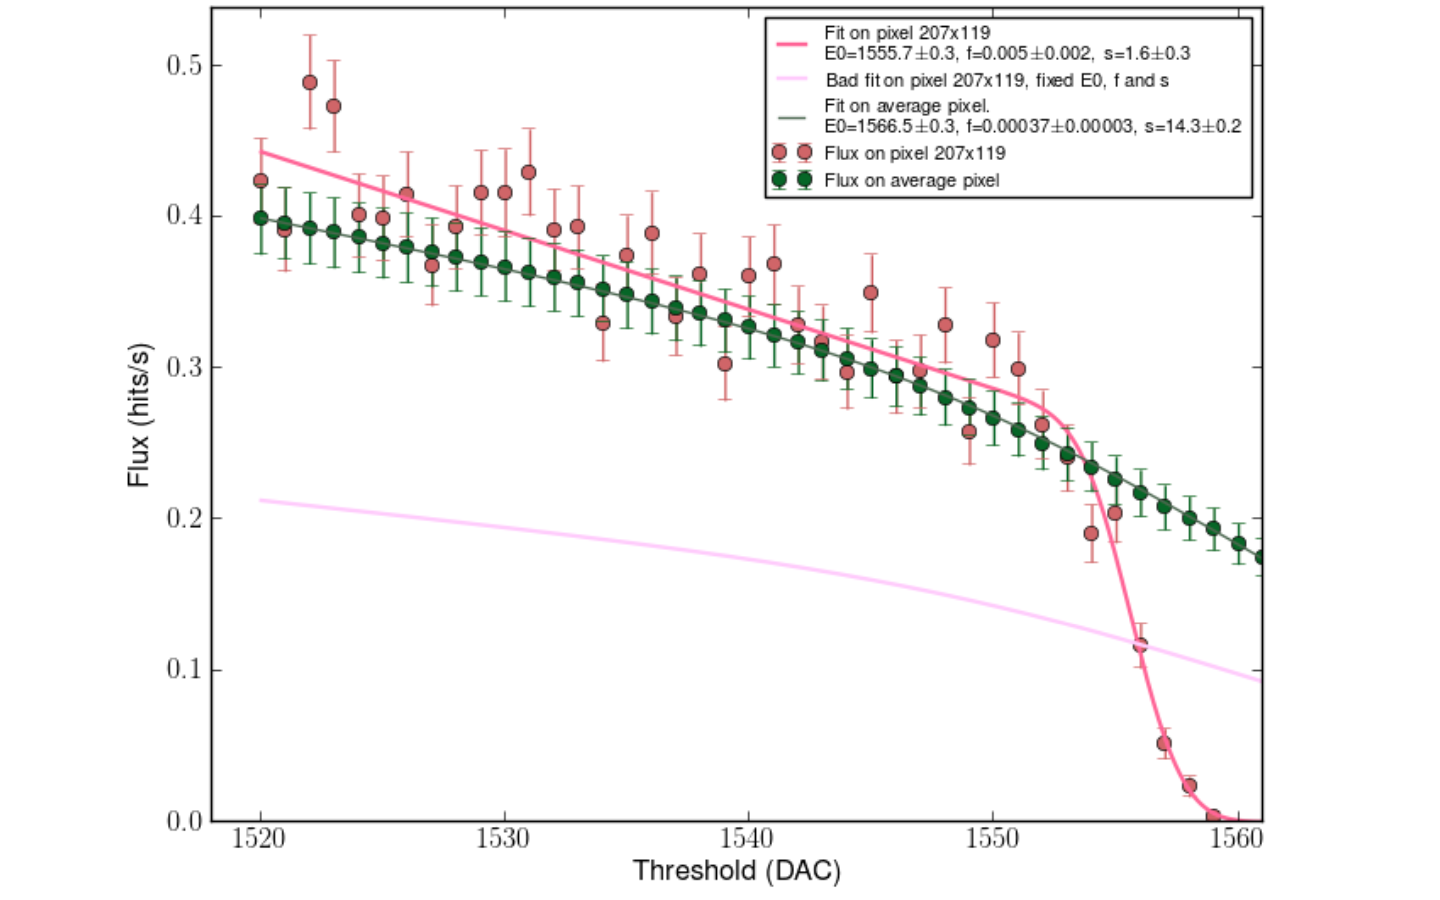 Fit on pixel 207x119
E0=1555.7±0.3, f=0.005±0.002, s=1.6±0.3
Bad fit on pixel 207x119, fixed E0, f and s
Fit on average pixel.
E0=1566.5±0.3, f=0.00037±0.00003, s=14.3±0.2
Flux on pixel 207x119
Flux on average pixel
0.5
0.4
0.3
0.2
0.1
0.0
Flux (hits/s)
1520 1530 1540 1550 1560
Threshold (DAC)